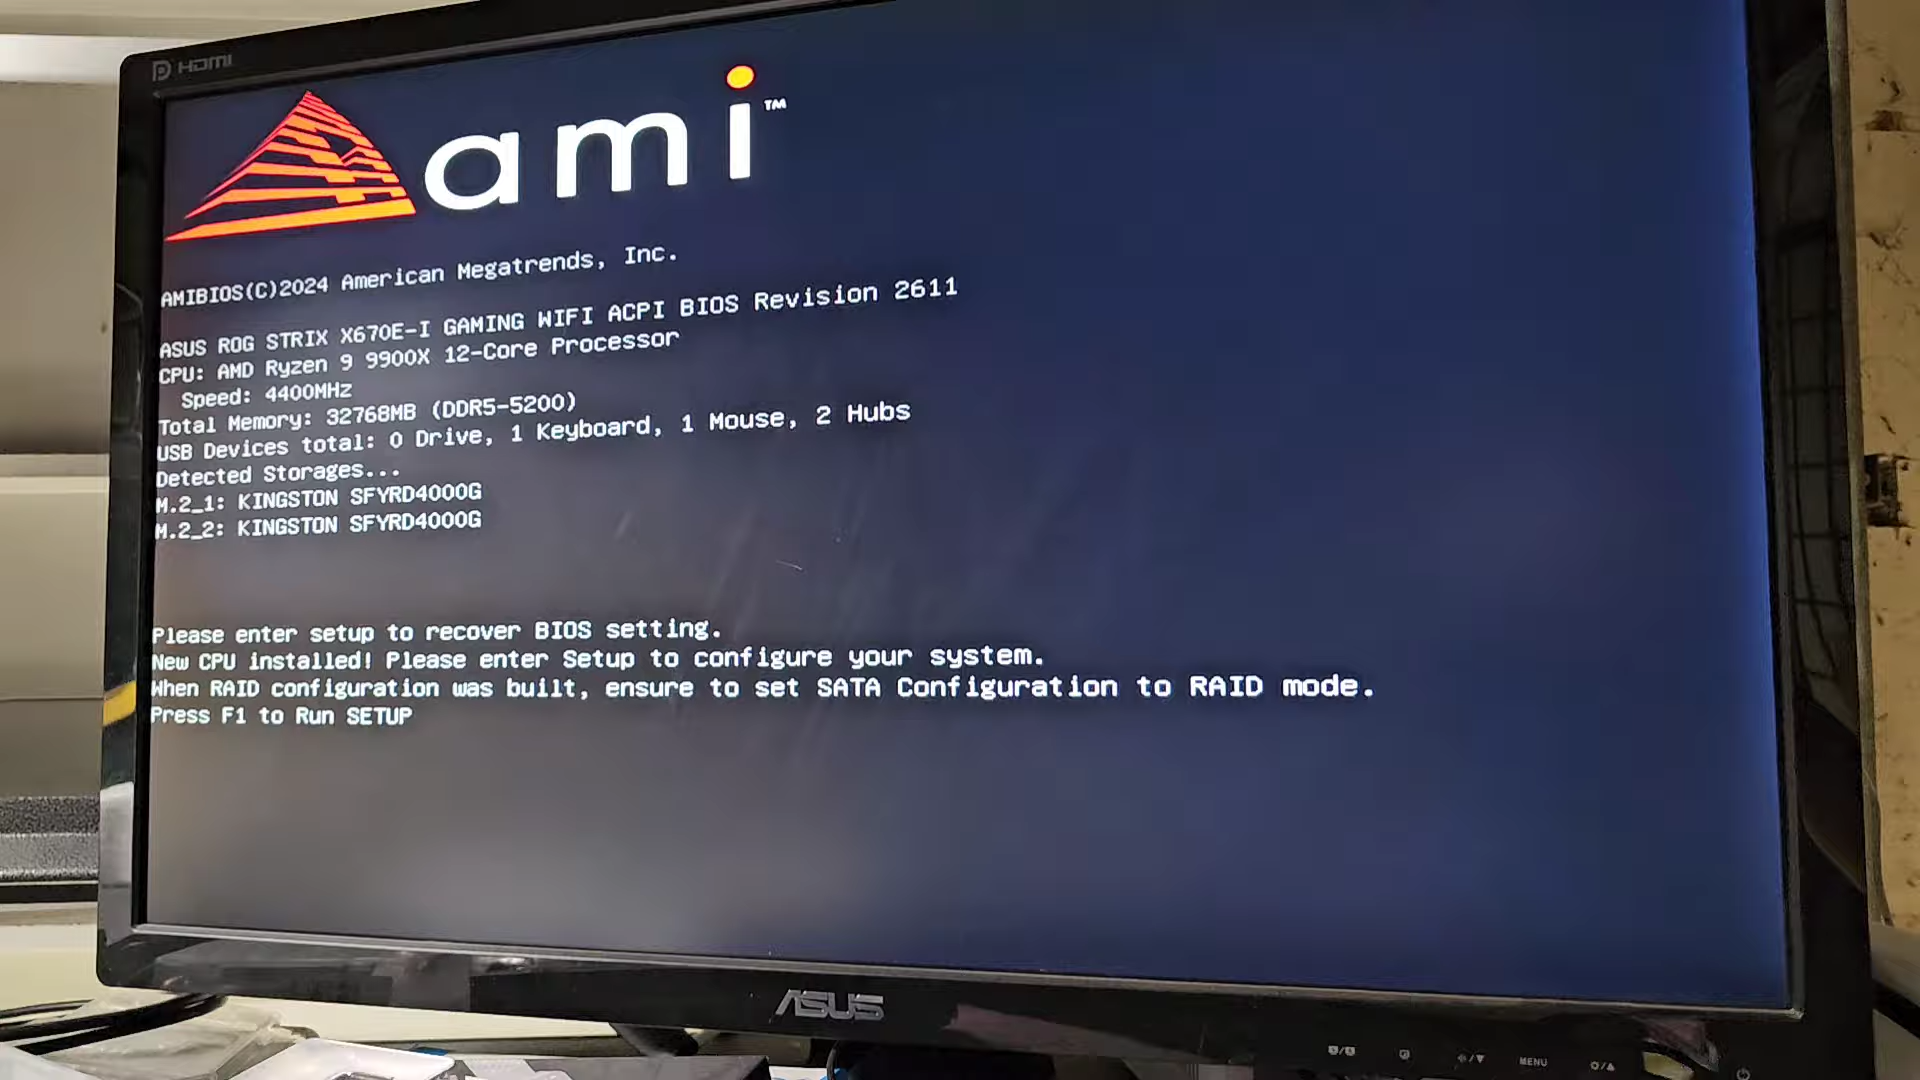 HDMI
ami™
AMIBIOS(C)2024 American Megatrends, Inc.
ASUS ROG STRIX X670E-I GAMING WIFI ACPI BIOS Revision 2611
CPU: AMD Ryzen 9 9900X 12-Core Processor
Speed: 4400MHz
Total Memory: 32768MB (DDR5-5200)
USB Devices total: 0 Drive, 1 Keyboard, 1 Mouse, 2 Hubs
Detected Storages...
M.2_1: KINGSTON SFYRD4000G
M.2_2: KINGSTON SFYRD4000G
Please enter setup to recover BIOS setting.
New CPU installed! Please enter Setup to configure your system.
When RAID configuration was built, ensure to set SATA Configuration to RAID mode.
Press F1 to Run SETUP
ASUS
MENU